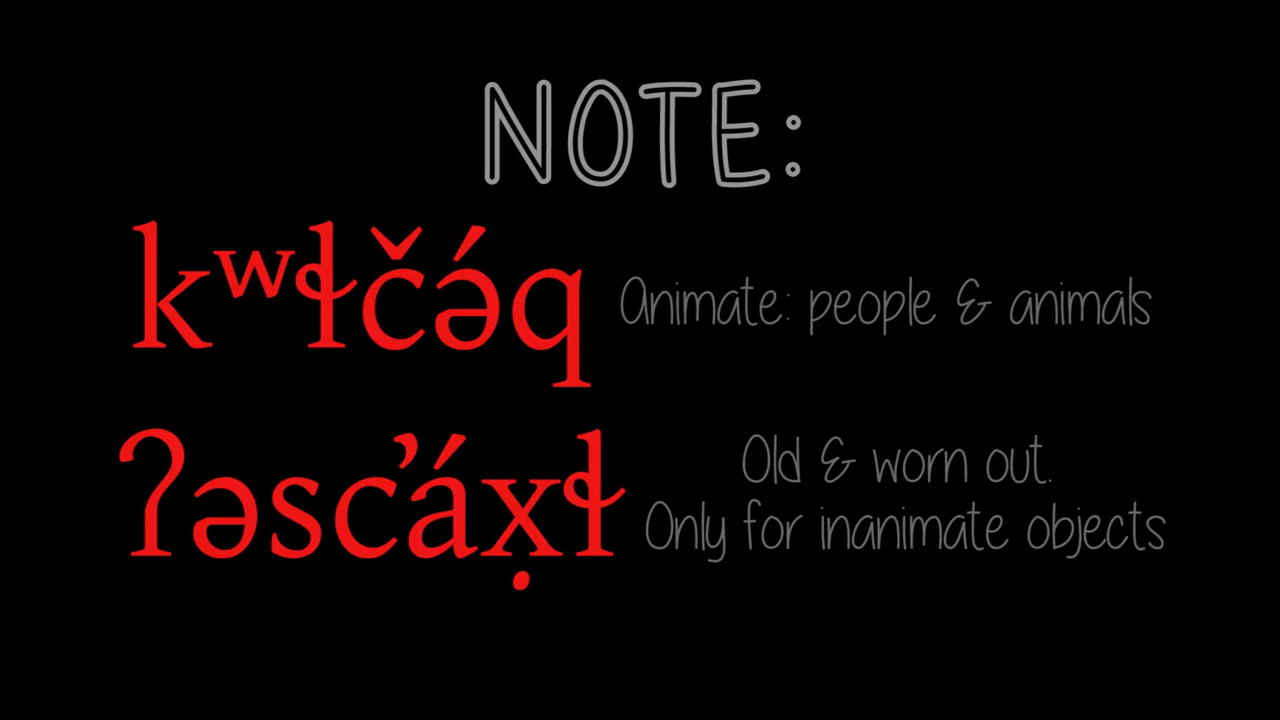 NOTE:
kʷɬčə́q Animate: people & animals
ʔəsc̓áx̣ɬ Old & worn out.
Only for inanimate objects